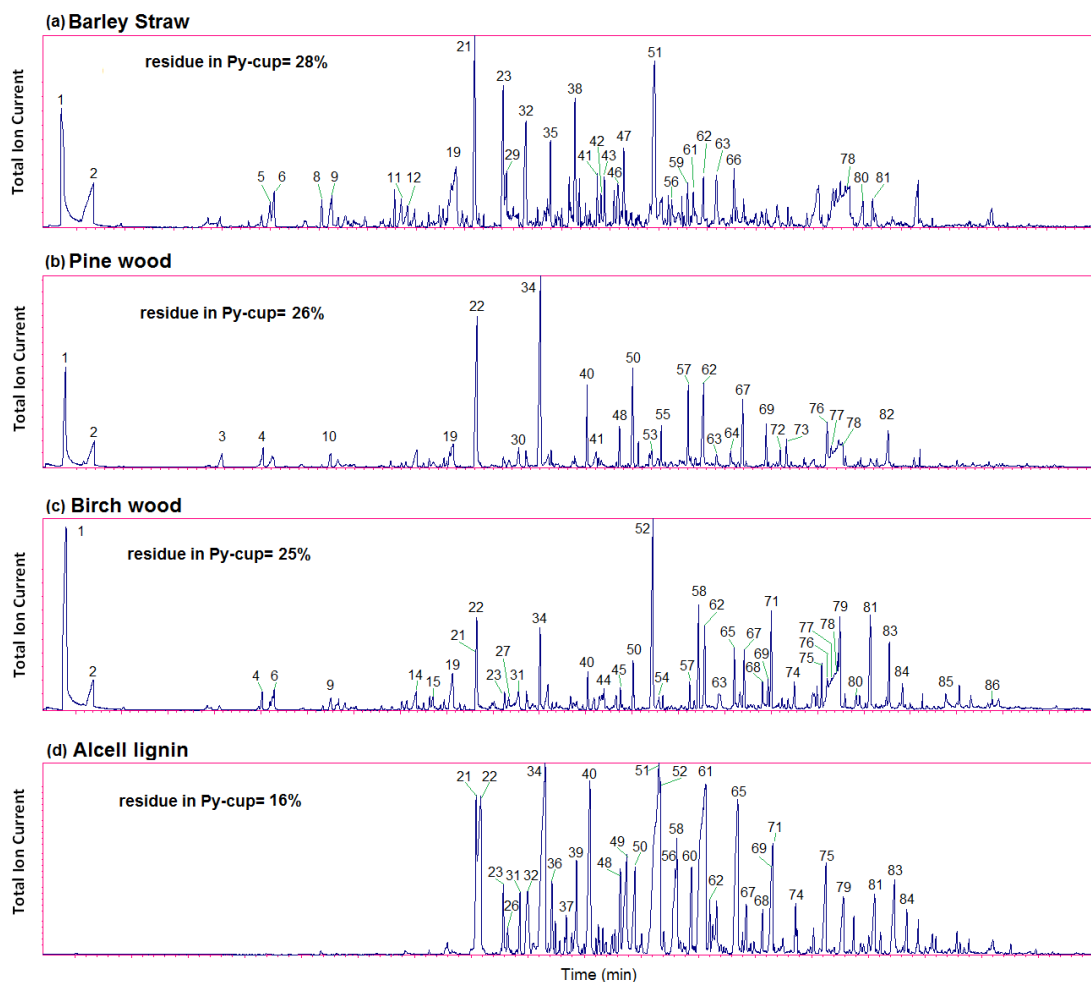 (a) Barley Straw
residue in Py-cup= 28%
Total Ion Current
1 2 5 6 8 9 11 12 19 21 23 29 32 35 38 41 42 43 46 47 51 56 59 61 62 63 66 78 80 81
(b) Pine wood
residue in Py-cup= 26%
Total Ion Current
1 2 3 4 10 19 22 30 34 40 41 48 50 53 55 57 62 63 64 67 69 72 73 76 77 78 82
(c) Birch wood
residue in Py-cup= 25%
Total Ion Current
1 2 4 6 9 14 15 19 21 22 23 27 31 34 40 44 45 50 52 54 57 58 62 63 65 67 68 69 71 74 75 76 77 78 79 80 81 83 84 85 86
(d) Alcell lignin
residue in Py-cup= 16%
Total Ion Current
21 22 23 26 31 32 34 36 37 39 40 48 49 50 51 52 56 58 60 61 62 65 67 68 69 71 74 75 79 81 83 84
Time (min)